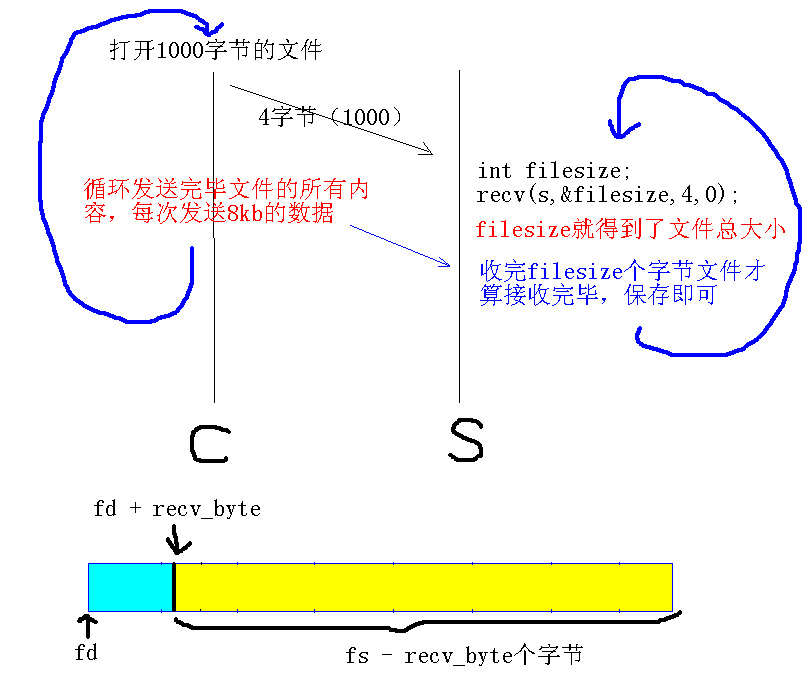 打开1000字节的文件
4字节（1000）
循环发送完毕文件的所有内
容，每次发送8kb的数据
int filesize;
recv(s,&filesize,4,0);
filesize就得到了文件总大小
收完filesize个字节文件才
算接收完毕，保存即可
C
S
fd + recv_byte
fd
fs - recv_byte个字节